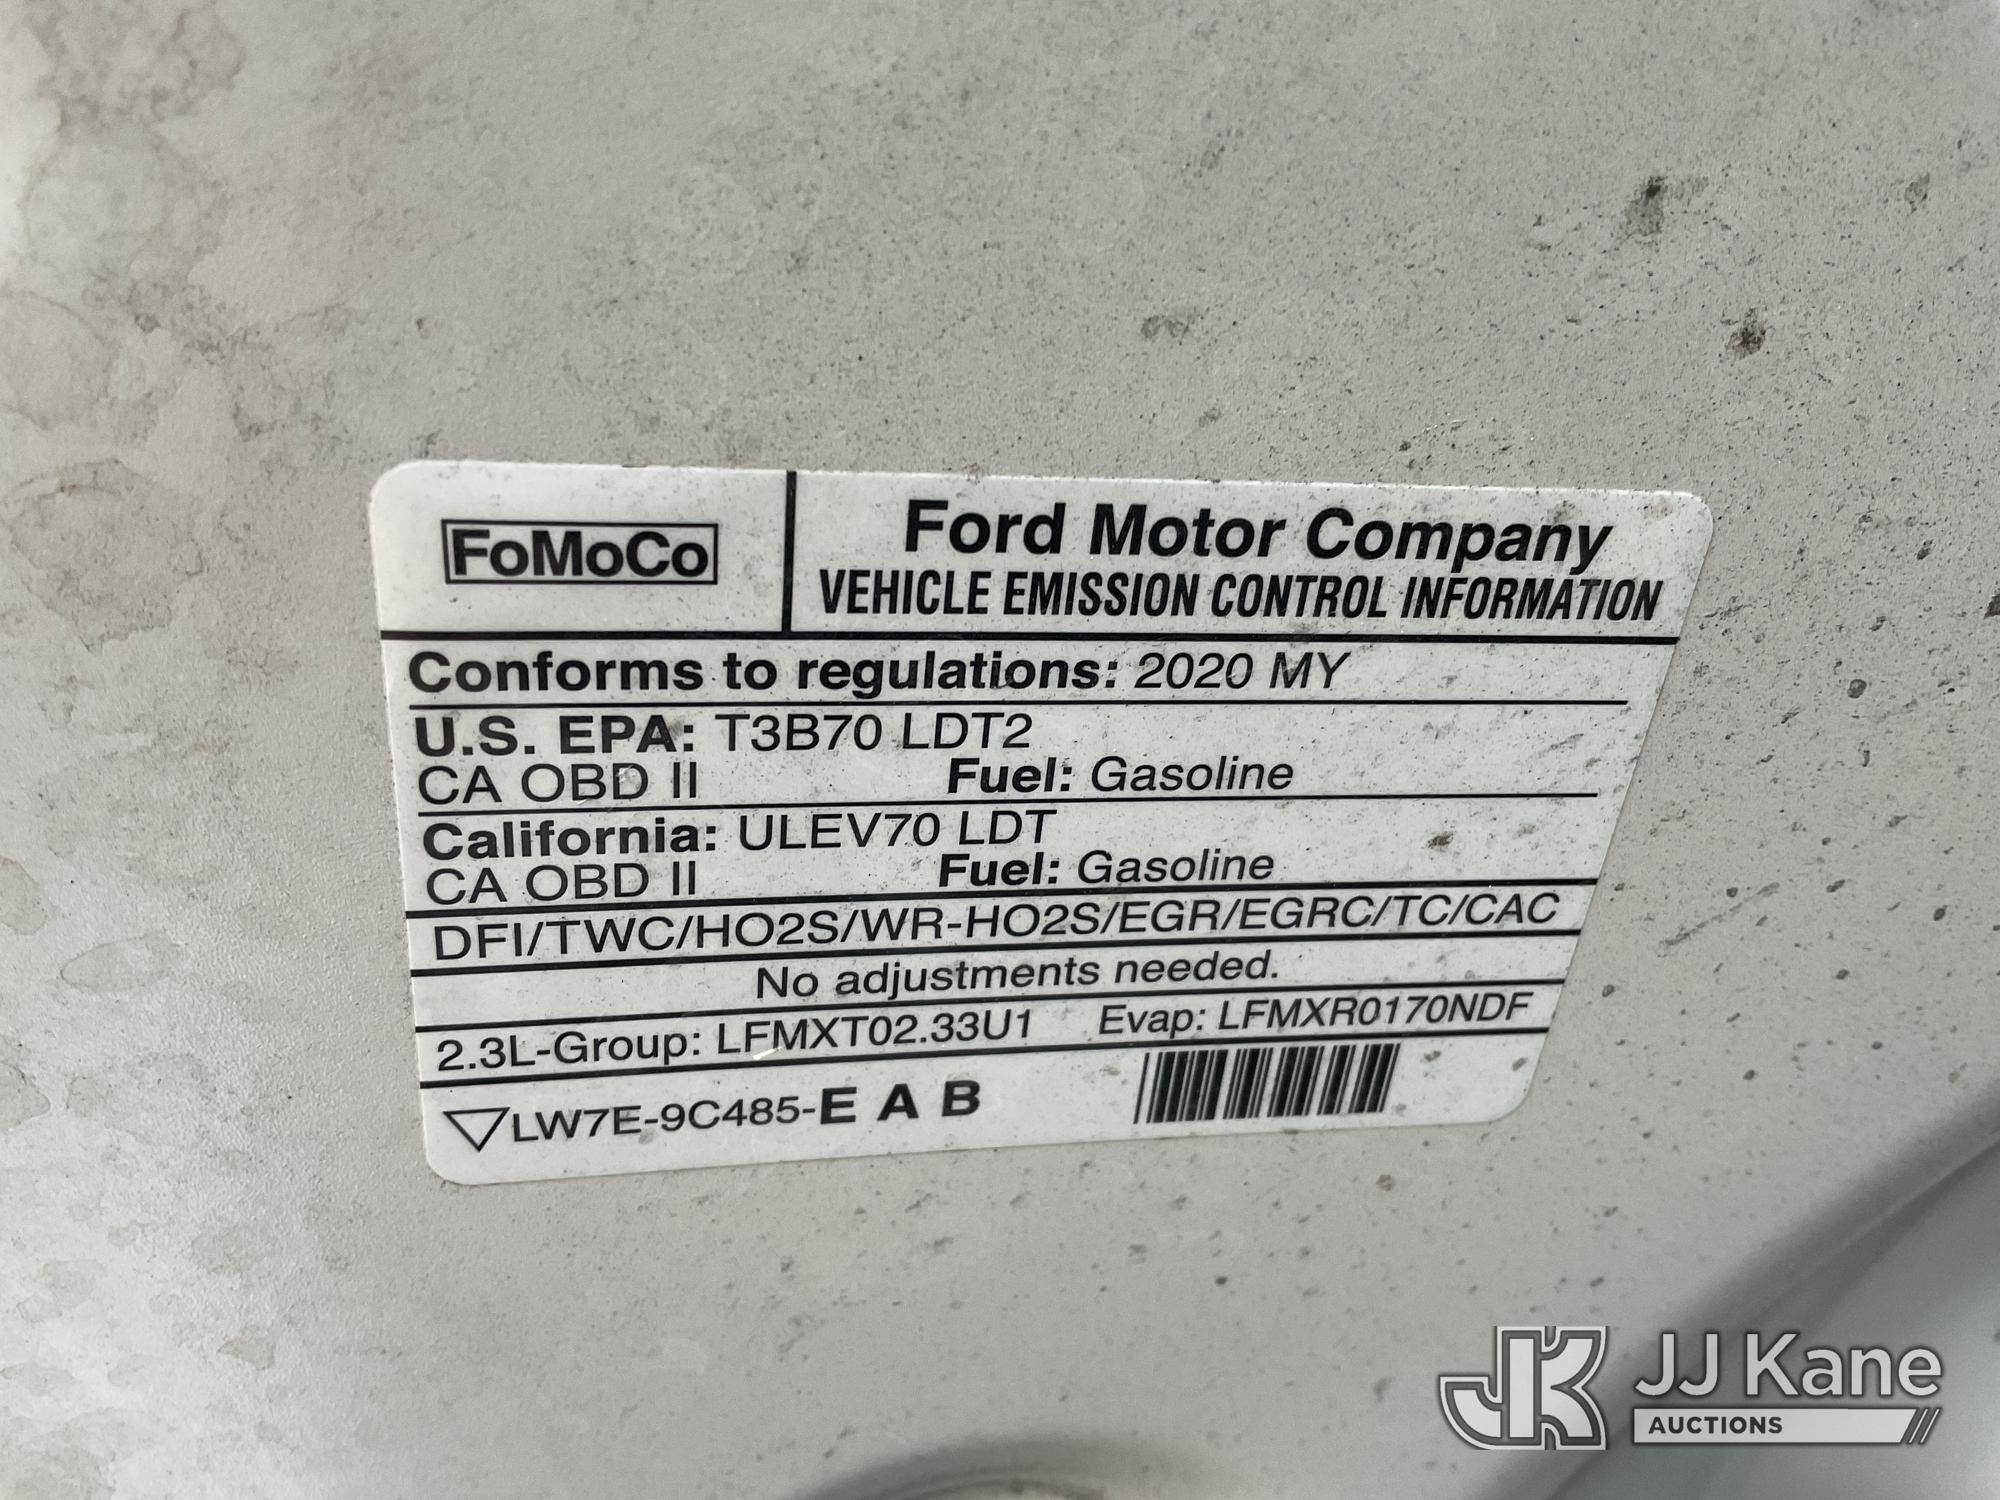 FoMoCo
Ford Motor Company
VEHICLE EMISSION CONTROL INFORMATION
Conforms to regulations: 2020 MY
U.S. EPA: T3B70 LDT2
CA OBD II Fuel: Gasoline
California: ULEV70 LDT
CA OBD II Fuel: Gasoline
DFI/TWC/HO2S/WR-HO2S/EGR/EGRC/TC/CAC
No adjustments needed.
2.3L-Group: LFMXT02.33U1 Evap: LFMXR0170NDF
LW7E-9C485-E A B
JK JJ Kane
AUCTIONS